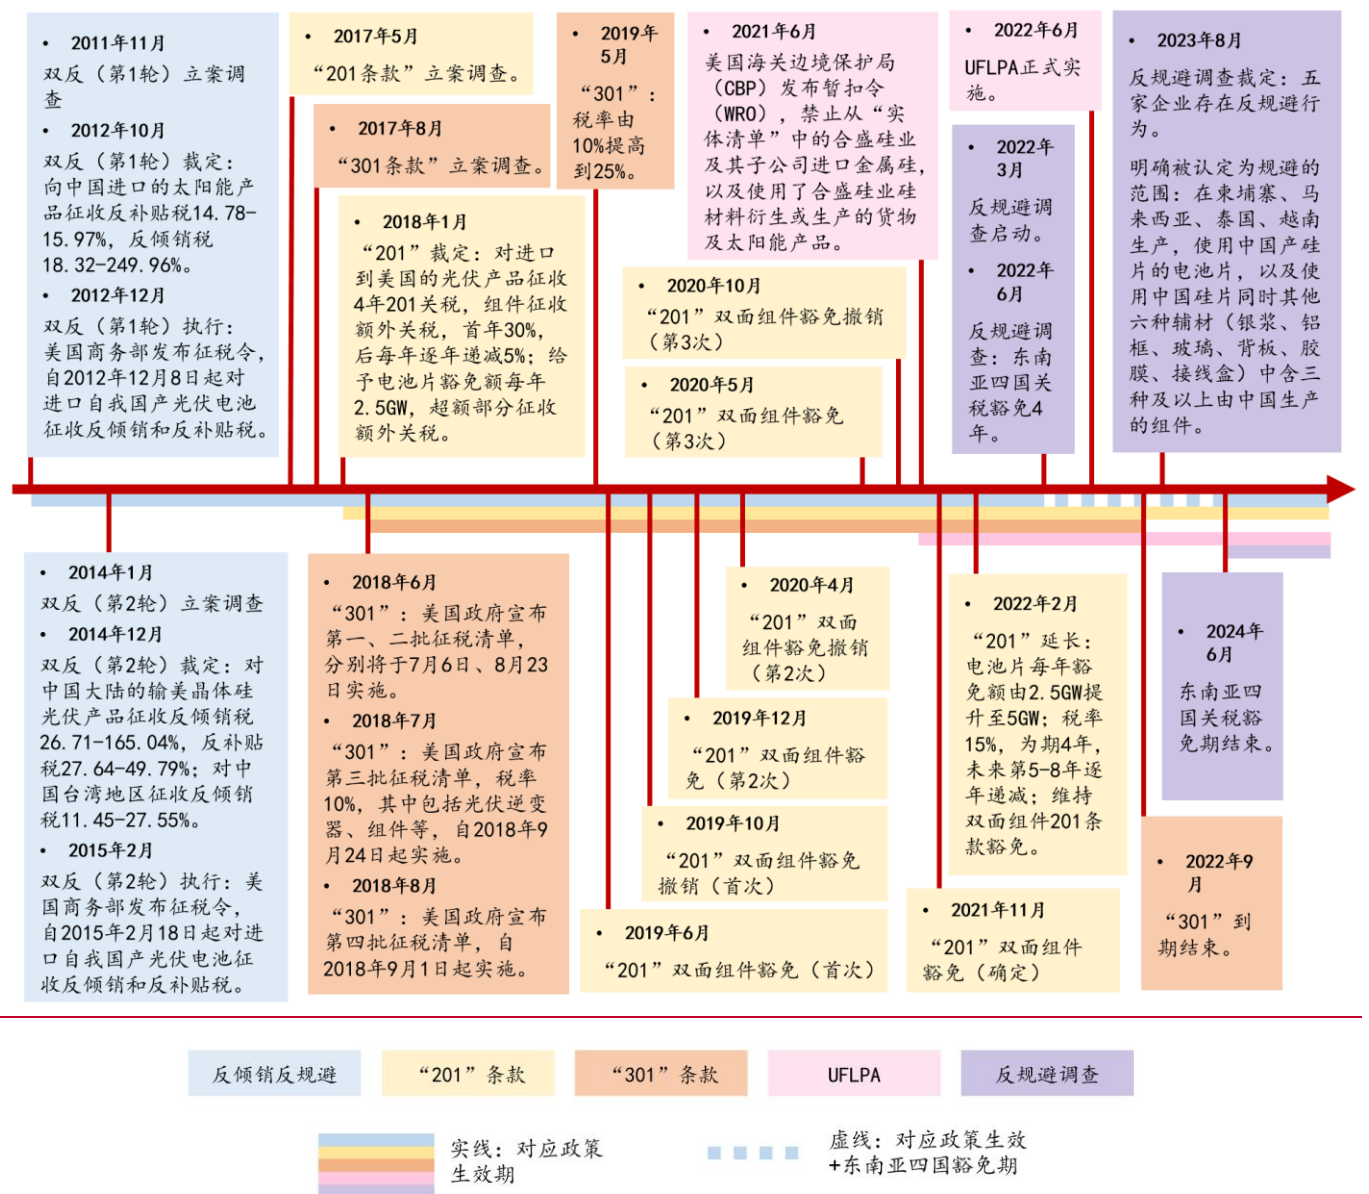 • 2011年11月
双反（第1轮）立案调
查
• 2012年10月
双反（第1轮）裁定：
向中国进口的太阳能产
品征收反补贴税14.78-
15.97%，反倾销税
18.32-249.96%。
• 2012年12月
双反（第1轮）执行：
美国商务部发布征税令，
自2012年12月8日起对
进口自我国产光伏电池
征收反倾销和反补贴税。
• 2017年5月
“201条款”立案调查。
• 2017年8月
“301条款”立案调查。
• 2018年1月
“201”裁定：对进口
到美国的光伏产品征收
4年201关税，组件征收
额外关税，首年30%，
后每年逐年递减5%；给
予电池片豁免额每年
2.5GW，超额部分征收
额外关税。
• 2019年
5月
“301”：
税率由
10%提高
到25%。
• 2021年6月
美国海关边境保护局
（CBP）发布暂扣令
（WRO），禁止从“实
体清单”中的合盛硅业
及其子公司进口金属硅，
以及使用了合盛硅业硅
材料衍生或生产的货物
及太阳能产品。
• 2020年10月
“201”双面组件豁免撤销
（第3次）
• 2020年5月
“201”双面组件豁免
（第3次）
• 2022年6月
UFLPA正式实
施。
• 2022年
3月
反规避调
查启动。
• 2022年
6月
反规避调
查：东南
亚四国关
税豁免4
年。
• 2023年8月
反规避调查裁定：五
家企业存在反规避行
为。
明确被认定为规避的
范围：在柬埔寨、马
来西亚、泰国、越南
生产，使用中国产硅
片的电池片，以及使
用中国硅片同时其他
六种辅材（银浆、铝
框、玻璃、背板、胶
膜、接线盒）中含三
种及以上由中国生产
的组件。
• 2014年1月
双反（第2轮）立案调查
• 2014年12月
双反（第2轮）裁定：对
中国大陆的输美晶体硅
光伏产品征收反倾销税
26.71-165.04%，反补贴
税27.64-49.79%；对中
国台湾地区征收反倾销
税11.45-27.55%。
• 2015年2月
双反（第2轮）执行：美
国商务部发布征税令，
自2015年2月18日起对进
口自我国产光伏电池征
收反倾销和反补贴税。
• 2018年6月
“301”：美国政府宣布
第一、二批征税清单，
分别将于7月6日、8月23
日实施。
• 2018年7月
“301”：美国政府宣布
第三批征税清单，税率
10%，其中包括光伏逆变
器、组件等，自2018年9
月24日起实施。
• 2018年8月
“301”：美国政府宣布
第四批征税清单，自
2018年9月1日起实施。
• 2020年4月
“201”双面
组件豁免撤销
（第2次）
• 2019年12月
“201”双面组件豁
免（第2次）
• 2019年10月
“201”双面组件豁免
撤销（首次）
• 2019年6月
“201”双面组件豁免（首次）
• 2022年2月
“201”延长：
电池片每年豁
免额由2.5GW提
升至5GW；税率
15%，为期4年，
未来第5-8年逐
年递减；维持
双面组件201条
款豁免。
• 2021年11月
“201”双面组件
豁免（确定）
• 2024年
6月
东南亚四
国关税豁
免期结束。
• 2022年9
月
“301”到
期结束。
反倾销反规避
“201”条款
“301”条款
UFLPA
反规避调查
实线：对应政策
生效期
虚线：对应政策生效
+东南亚四国豁免期